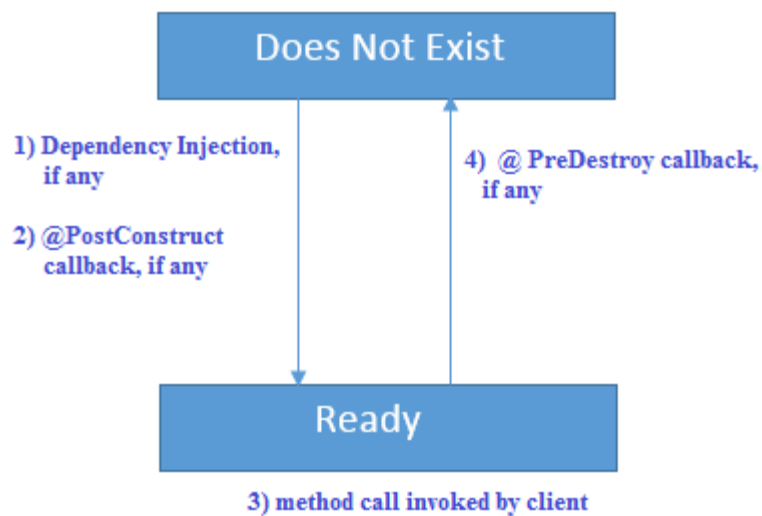 Does Not Exist
1) Dependency Injection,
if any
2) @PostConstruct
callback, if any
4) @ PreDestroy callback,
if any
Ready
3) method call invoked by client